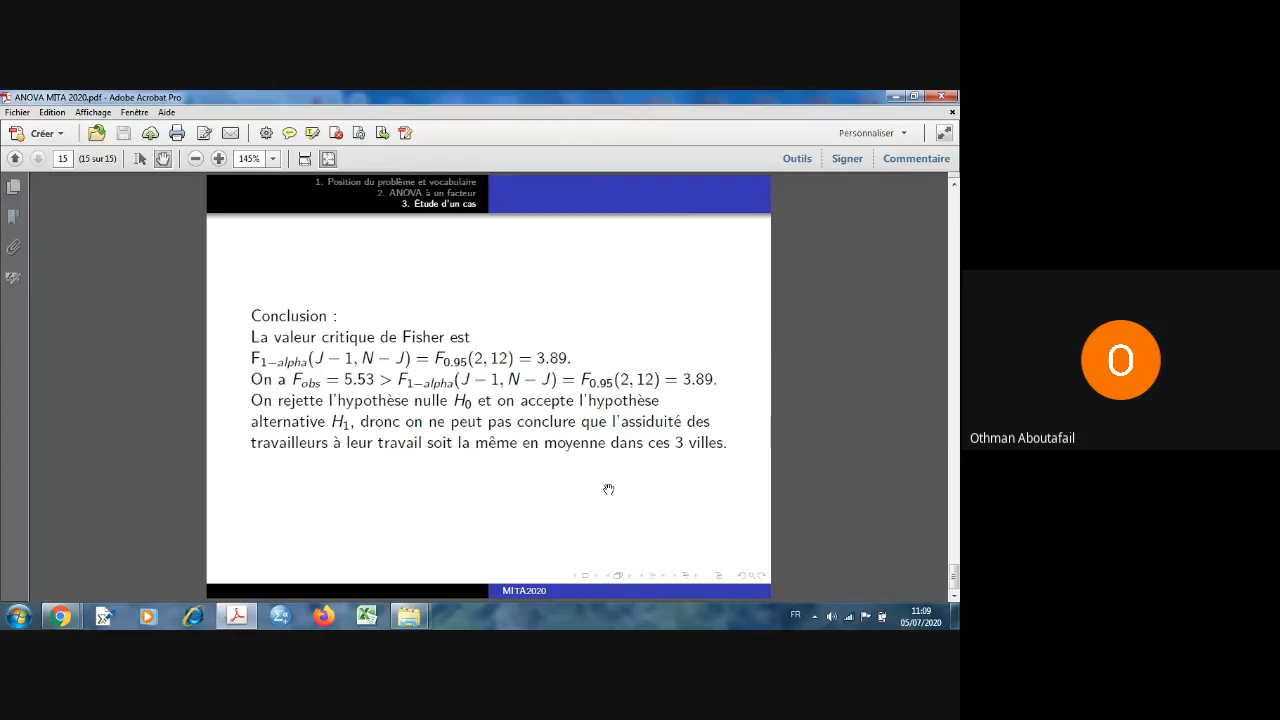 ANOVA MITA 2020.pdf - Adobe Acrobat Pro
Fichier Edition Affichage Fenêtre Aide
Créer
Personnaliser
15 (15 sur 15) 145%
Outils Signer Commentaire
1. Position du problème et vocabulaire
2. ANOVA à un facteur
3. Étude d'un cas
Conclusion :
La valeur critique de Fisher est
F₁₋alpha(J − 1, N − J) = F₀.₉₅(2, 12) = 3.89.
On a Fobs = 5.53 > F₁₋alpha(J − 1, N − J) = F₀.₉₅(2, 12) = 3.89.
On rejette l'hypothèse nulle H₀ et on accepte l'hypothèse
alternative H₁, dronc on ne peut pas conclure que l'assiduité des
travailleurs à leur travail soit la même en moyenne dans ces 3 villes.
MITA2020
FR
11:09
05/07/2020
O
Othman Aboutafail